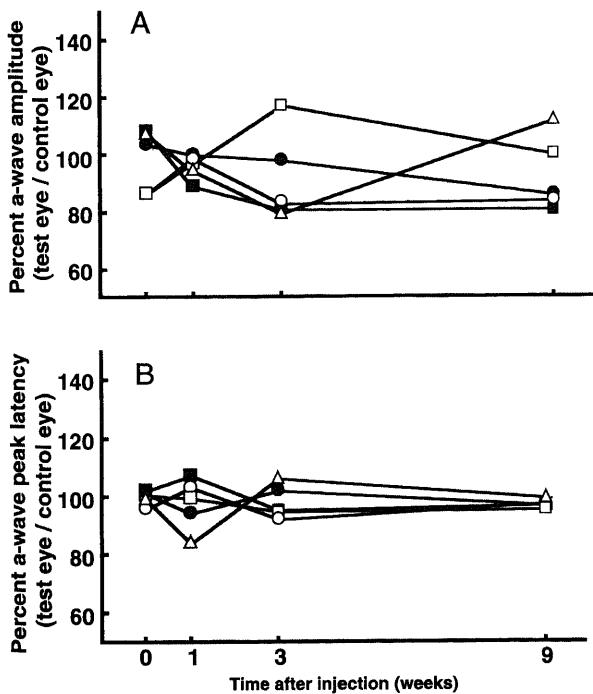 A
Percent a-wave amplitude
(test eye / control eye)
140
120
100
80
60
B
Percent a-wave peak latency
(test eye / control eye)
140
120
100
80
60
0 1 3 9
Time after injection (weeks)